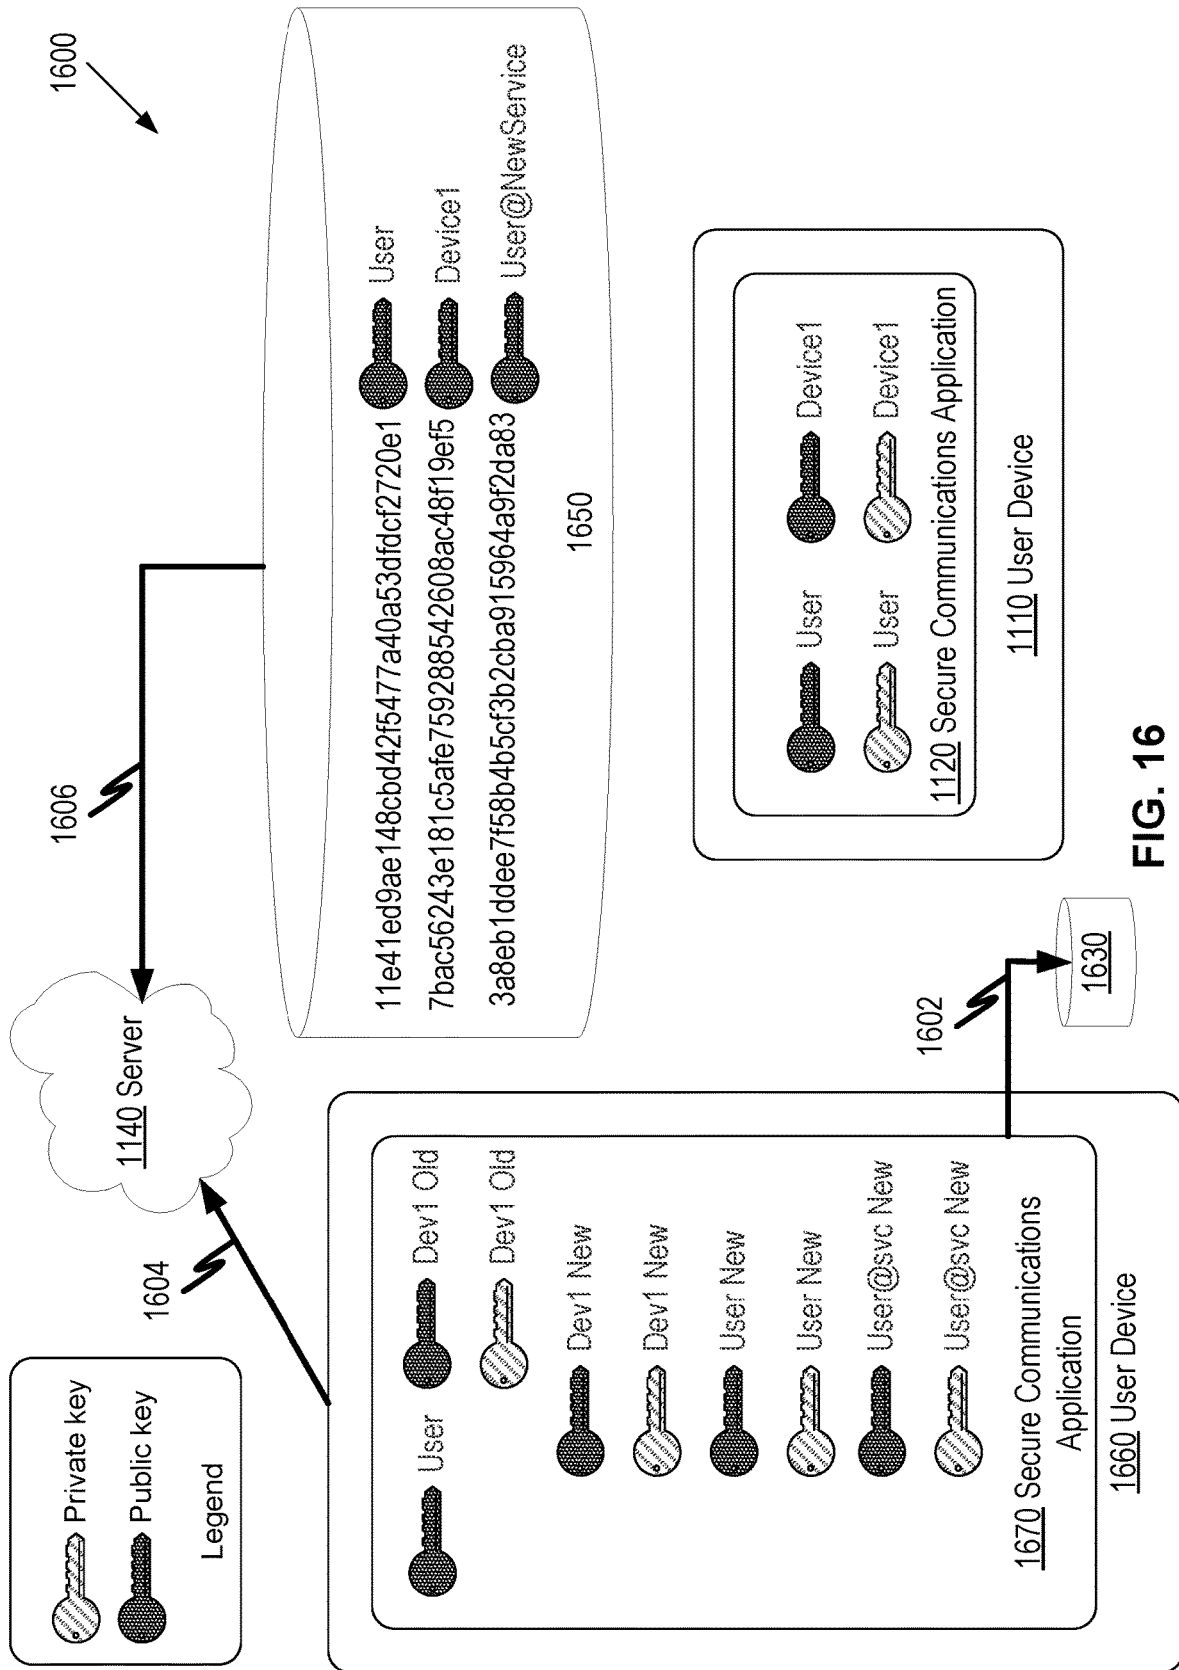 1600
1606
1604
1140 Server
Private key
Public key
Legend
11e41ed9ae148cbd42f5477a40a53dfdcf2720e1 User
7bac56243e181c5afe759288542608ac48f19ef5 Device1
3a8eb1ddee7f58b4b5cf3b2cba915964a9f2da83 User@NewService
1650
User Dev1 Old
Dev1 Old
Dev1 New
Dev1 New
User New
User New
User@svc New
User@svc New
1670 Secure Communications
Application
1660 User Device
1602
1630
User Device1
User Device1
1120 Secure Communications Application
1110 User Device
FIG. 16